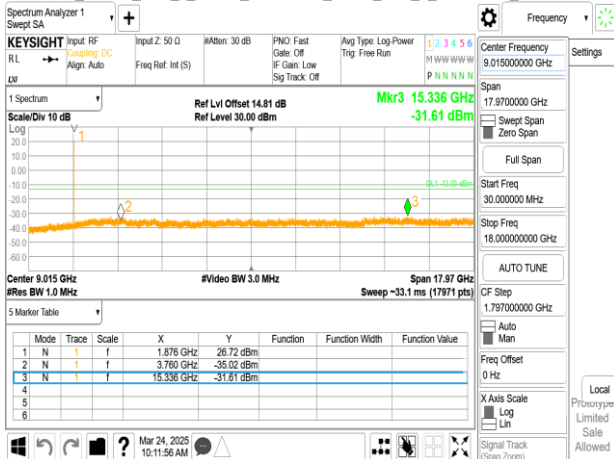 Spectrum Analyzer 1
Swept SA
Frequency
KEYSIGHT
RL
LXI
Input: RF
Coupling: DC
Align: Auto
Input Z: 50 Ω
Freq Ref: Int (S)
#Atten: 30 dB
PNO: Fast
Gate: Off
IF Gain: Low
Sig Track: Off
Avg Type: Log-Power
Trig: Free Run
1 2 3 4 5 6
M W W W W W
P N N N N N
1 Spectrum
Scale/Div 10 dB
Ref Lvl Offset 14.81 dB
Ref Level 30.00 dBm
Mkr3 15.336 GHz
-31.61 dBm
Log
20.0
10.0
0.00
-10.0
-20.0
-30.0
-40.0
-50.0
-60.0
1
2
3
DL1 -13.00 dBm
Center 9.015 GHz
#Res BW 1.0 MHz
#Video BW 3.0 MHz
Span 17.97 GHz
Sweep ~33.1 ms (17971 pts)
5 Marker Table
Mode Trace Scale X Y Function Function Width Function Value
1 N 1 f 1.876 GHz 26.72 dBm
2 N 1 f 3.760 GHz -35.02 dBm
3 N 1 f 15.336 GHz -31.61 dBm
4
5
6
Mar 24, 2025
10:11:56 AM
Center Frequency
9.015000000 GHz
Span
17.9700000 GHz
Swept Span
Zero Span
Full Span
Start Freq
30.000000 MHz
Stop Freq
18.000000000 GHz
AUTO TUNE
CF Step
1.797000000 GHz
Auto
Man
Freq Offset
0 Hz
X Axis Scale
Log
Lin
Signal Track
(Span Zoom)
Settings
Local
Prototype
Limited
Sale
Allowed